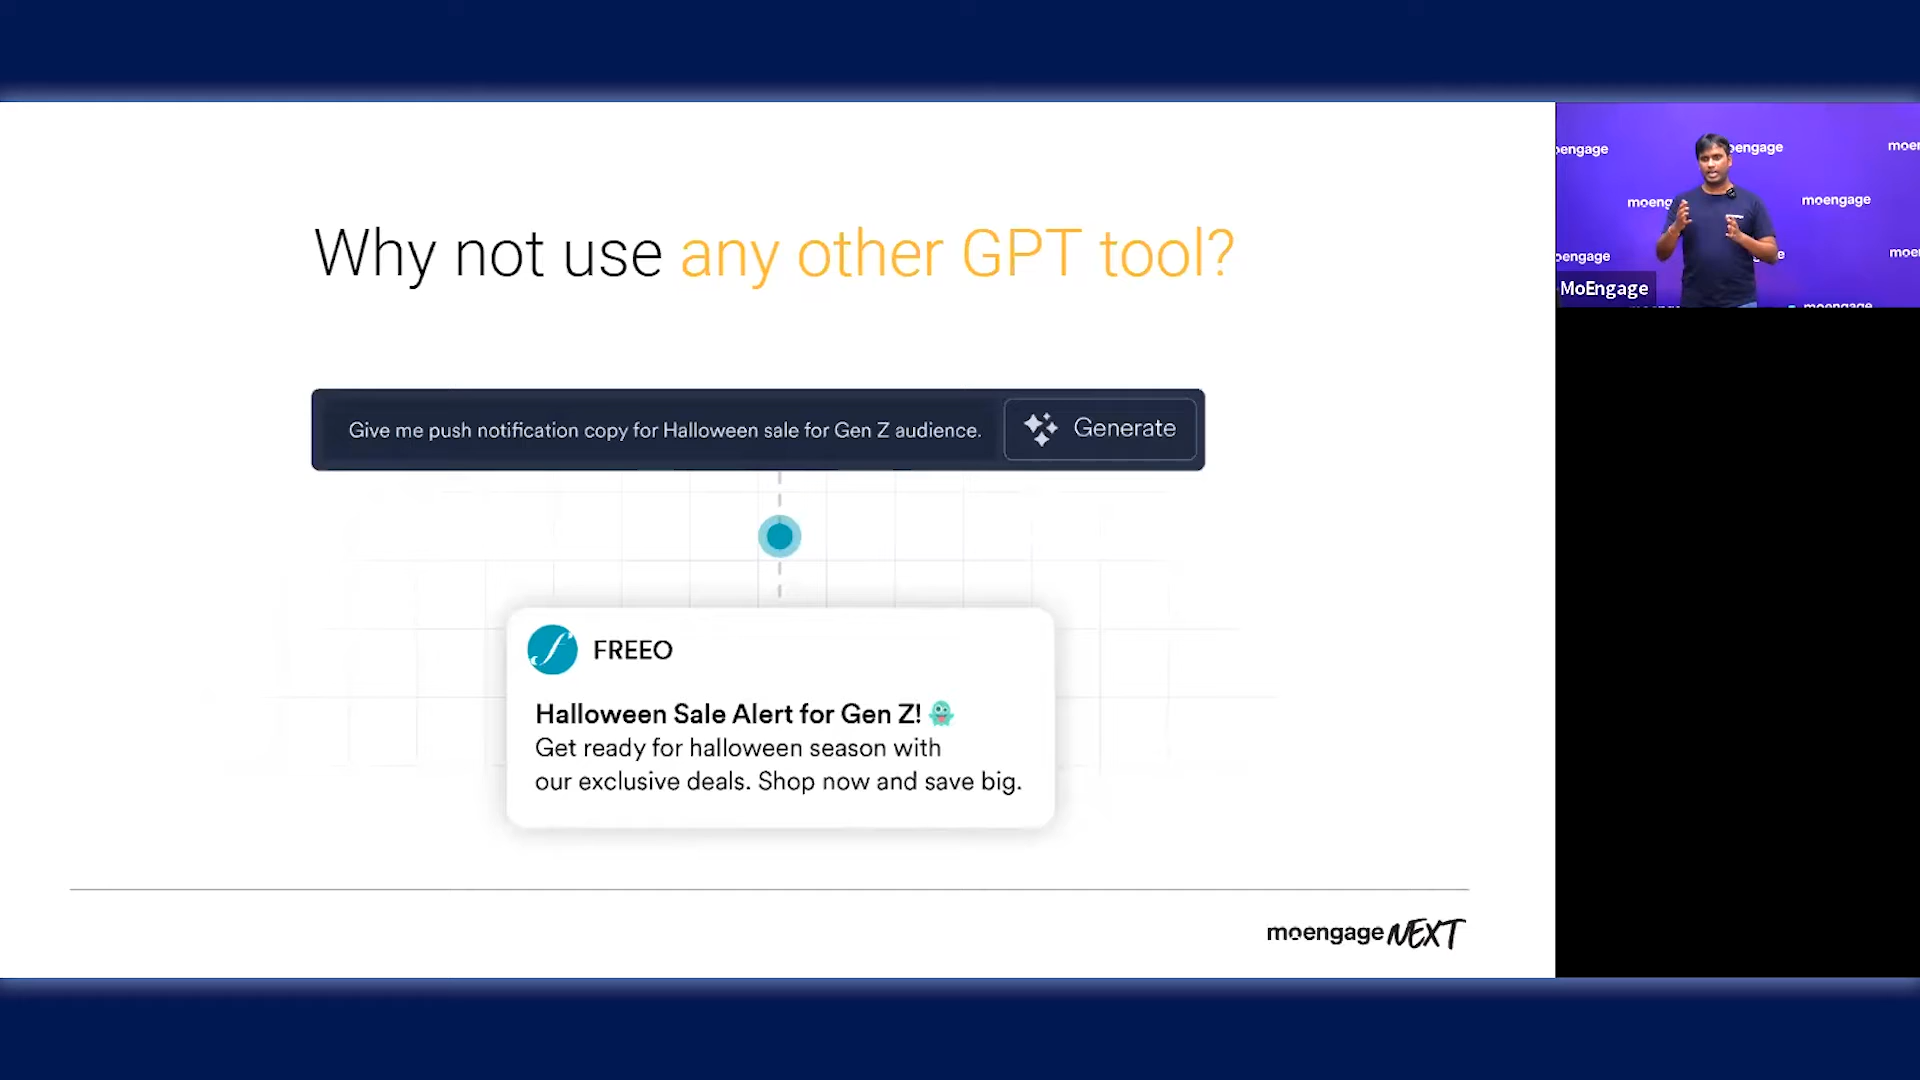 Why not use any other GPT tool?
Give me push notification copy for Halloween sale for Gen Z audience.
Generate
FREEO
Halloween Sale Alert for Gen Z!
Get ready for halloween season with
our exclusive deals. Shop now and save big.
moengage NEXT
moengage
moengage
MoEngage